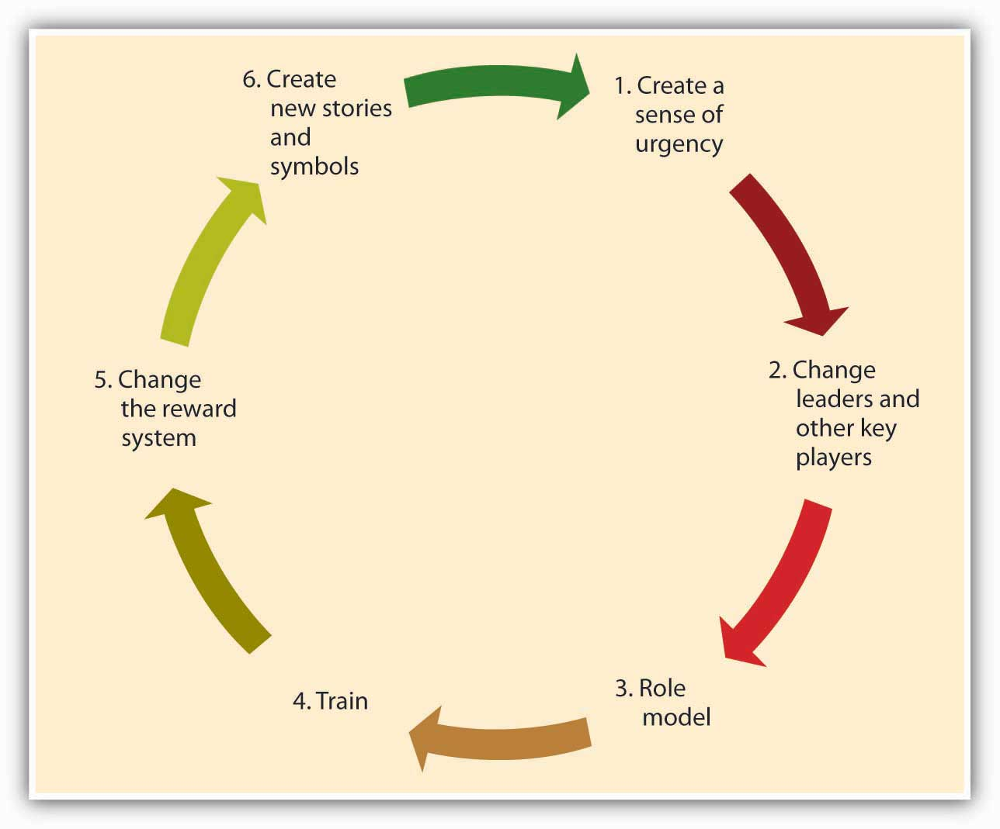 1. Create a
sense of
urgency
2. Change
leaders and
other key
players
3. Role
model
4. Train
5. Change
the reward
system
6. Create
new stories
and
symbols